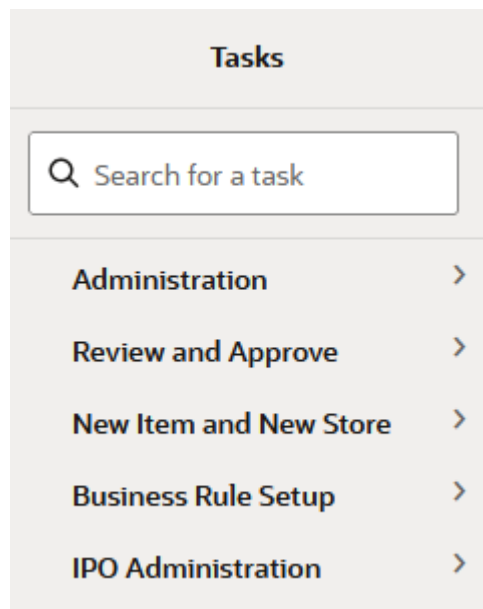 Tasks
Search for a task
Administration
Review and Approve
New Item and New Store
Business Rule Setup
IPO Administration